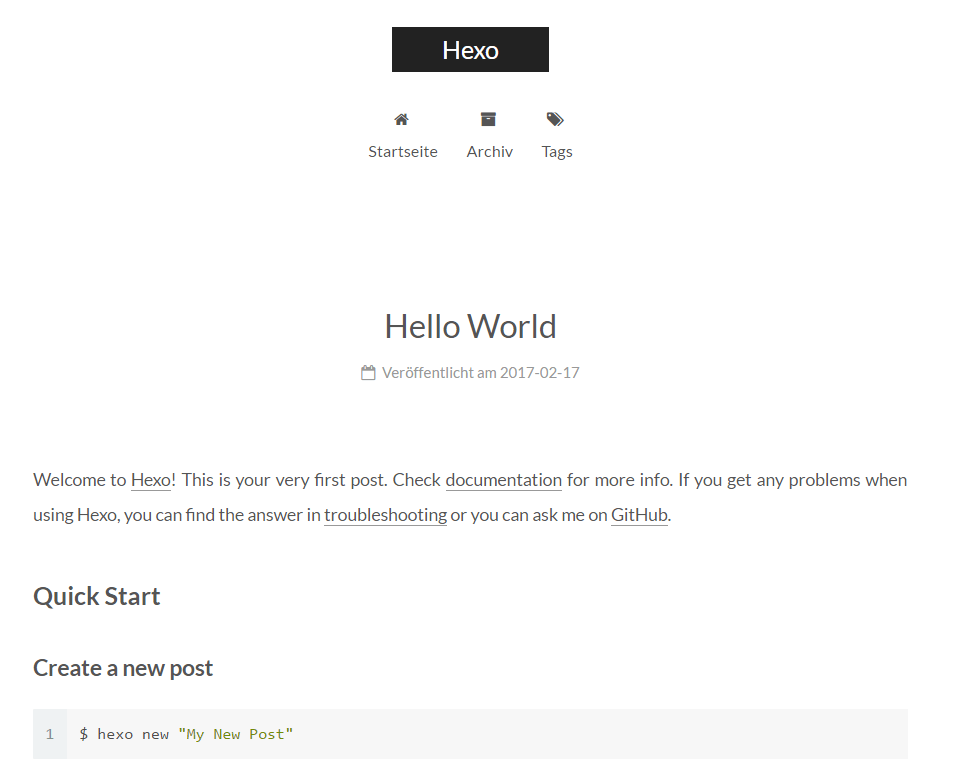 Hexo
Startseite Archiv Tags
Hello World
Veröffentlicht am 2017-02-17
Welcome to Hexo! This is your very first post. Check documentation for more info. If you get any problems when
using Hexo, you can find the answer in troubleshooting or you can ask me on GitHub.
Quick Start
Create a new post
1 $ hexo new "My New Post"